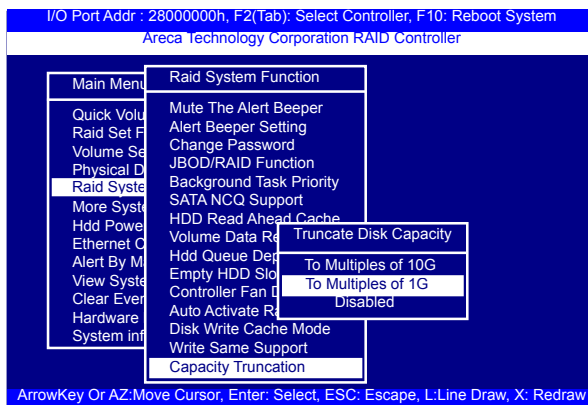 I/O Port Addr : 28000000h, F2(Tab): Select Controller, F10: Reboot System
Areca Technology Corporation RAID Controller
Main Menu
Quick Volu
Raid Set F
Volume Se
Physical D
Raid Syste
More Syste
Hdd Powe
Ethernet C
Alert By M
View Syste
Clear Even
Hardware
System inf
Raid System Function
Mute The Alert Beeper
Alert Beeper Setting
Change Password
JBOD/RAID Function
Background Task Priority
SATA NCQ Support
HDD Read Ahead Cache
Volume Data Re
Hdd Queue Dep
Empty HDD Slo
Controller Fan D
Auto Activate Ra
Disk Write Cache Mode
Write Same Support
Capacity Truncation
Truncate Disk Capacity
To Multiples of 10G
To Multiples of 1G
Disabled
ArrowKey Or AZ:Move Cursor, Enter: Select, ESC: Escape, L:Line Draw, X: Redraw